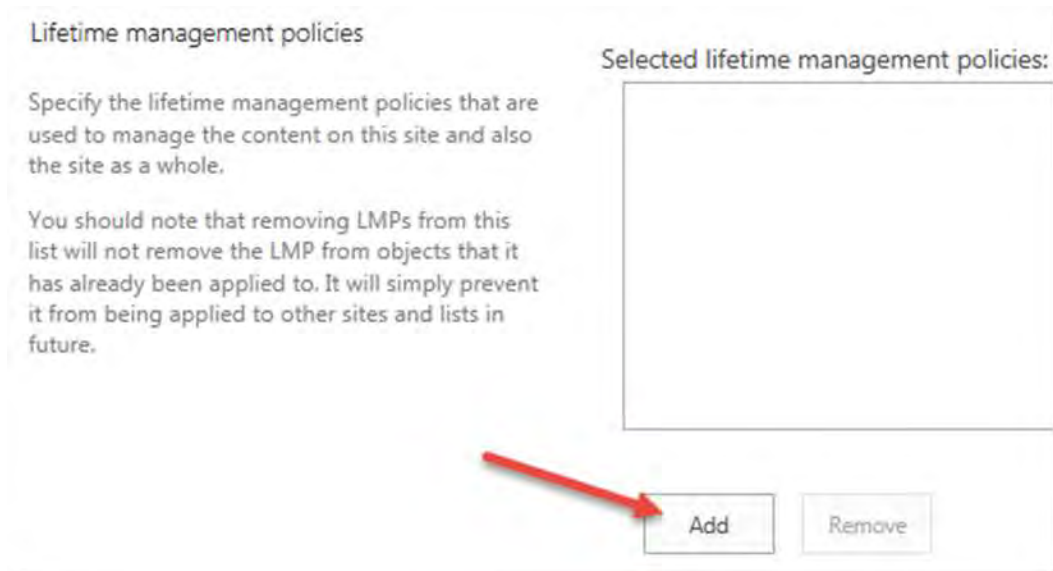 Lifetime management policies
Selected lifetime management policies:
Specify the lifetime management policies that are
used to manage the content on this site and also
the site as a whole.
You should note that removing LMPs from this
list will not remove the LMP from objects that it
has already been applied to. It will simply prevent
it from being applied to other sites and lists in
future.
Add
Remove